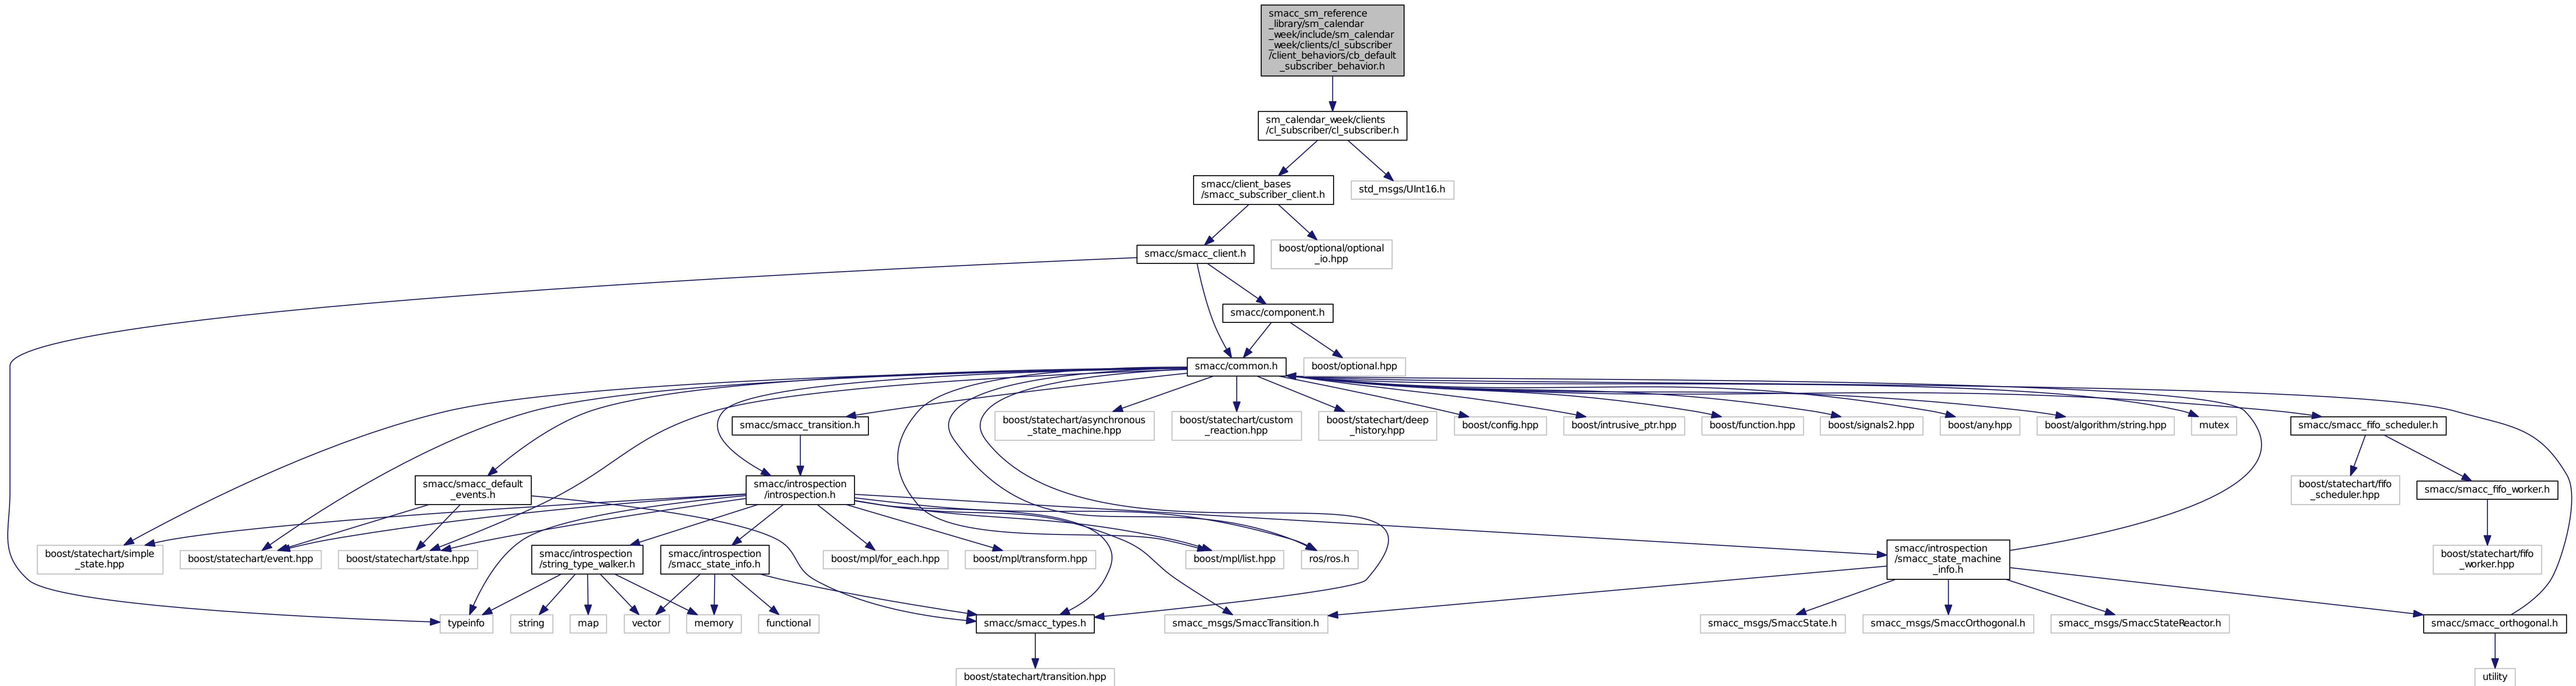 smacc_sm_reference
_library/sm_calendar
_week/include/sm_calendar
_week/clients/cl_subscriber
/client_behaviors/cb_default
_subscriber_behavior.h
sm_calendar_week/clients
/cl_subscriber/cl_subscriber.h
smacc/client_bases
/smacc_subscriber_client.h
std_msgs/UInt16.h
smacc/smacc_client.h
boost/optional/optional
_io.hpp
smacc/component.h
smacc/common.h
boost/optional.hpp
smacc/smacc_transition.h
boost/statechart/asynchronous
_state_machine.hpp
boost/statechart/custom
_reaction.hpp
boost/statechart/deep
_history.hpp
boost/config.hpp
boost/intrusive_ptr.hpp
boost/function.hpp
boost/signals2.hpp
boost/any.hpp
boost/algorithm/string.hpp
mutex
smacc/smacc_fifo_scheduler.h
smacc/smacc_default
_events.h
smacc/introspection
/introspection.h
boost/statechart/fifo
_scheduler.hpp
smacc/smacc_fifo_worker.h
boost/statechart/simple
_state.hpp
boost/statechart/event.hpp
boost/statechart/state.hpp
smacc/introspection
/string_type_walker.h
smacc/introspection
/smacc_state_info.h
boost/mpl/for_each.hpp
boost/mpl/transform.hpp
boost/mpl/list.hpp
ros/ros.h
smacc/introspection
/smacc_state_machine
_info.h
boost/statechart/fifo
_worker.hpp
typeinfo
string
map
vector
memory
functional
smacc/smacc_types.h
smacc_msgs/SmaccTransition.h
smacc_msgs/SmaccState.h
smacc_msgs/SmaccOrthogonal.h
smacc_msgs/SmaccStateReactor.h
smacc/smacc_orthogonal.h
boost/statechart/transition.hpp
utility